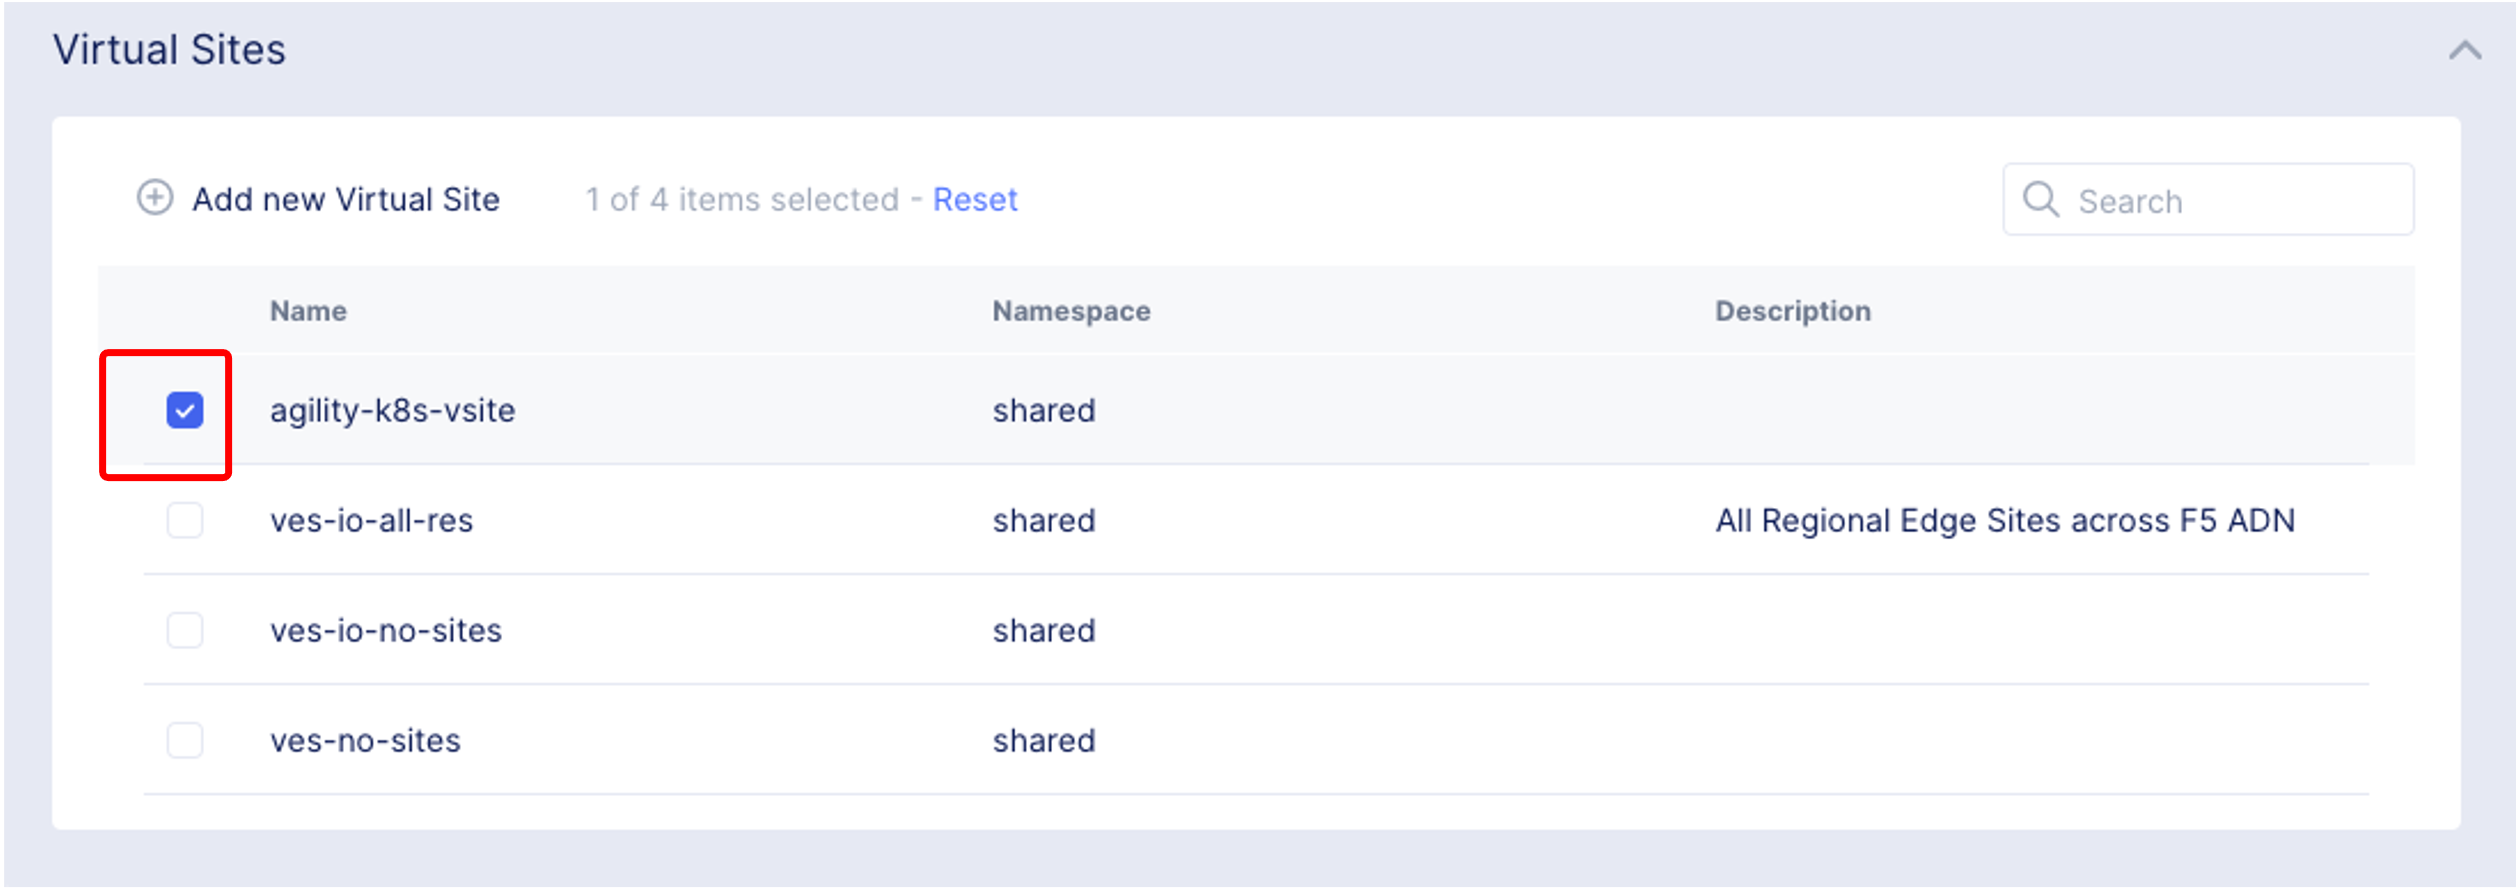 Virtual Sites
Add new Virtual Site 1 of 4 items selected - Reset Search
Name Namespace Description
agility-k8s-vsite shared
ves-io-all-res shared All Regional Edge Sites across F5 ADN
ves-io-no-sites shared
ves-no-sites shared